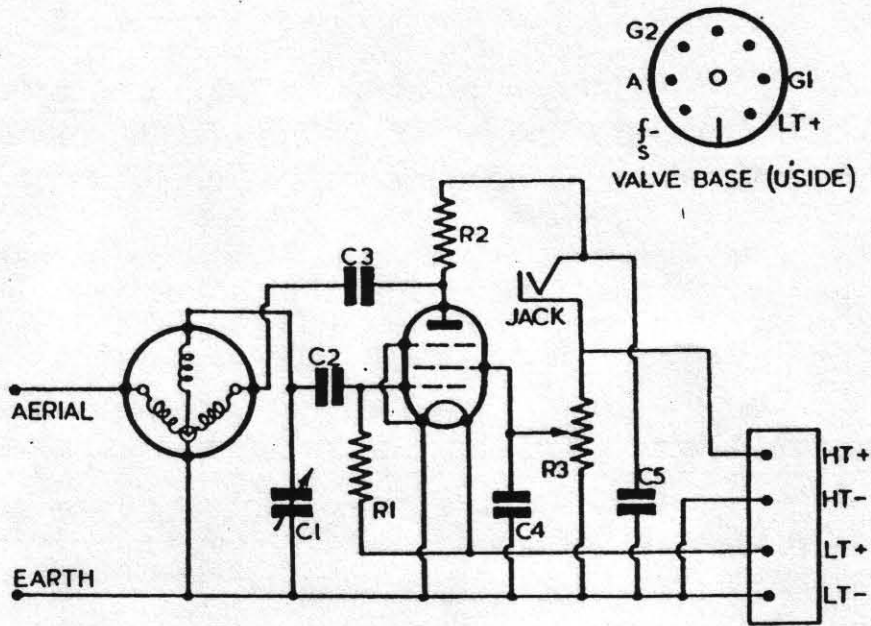 G2
A
G1
f-
s
LT+
VALVE BASE (U'SIDE)
R2
C3
JACK
C2
AERIAL
R3
HT+
C5
HT-
C1
R1
C4
LT+
EARTH
LT-